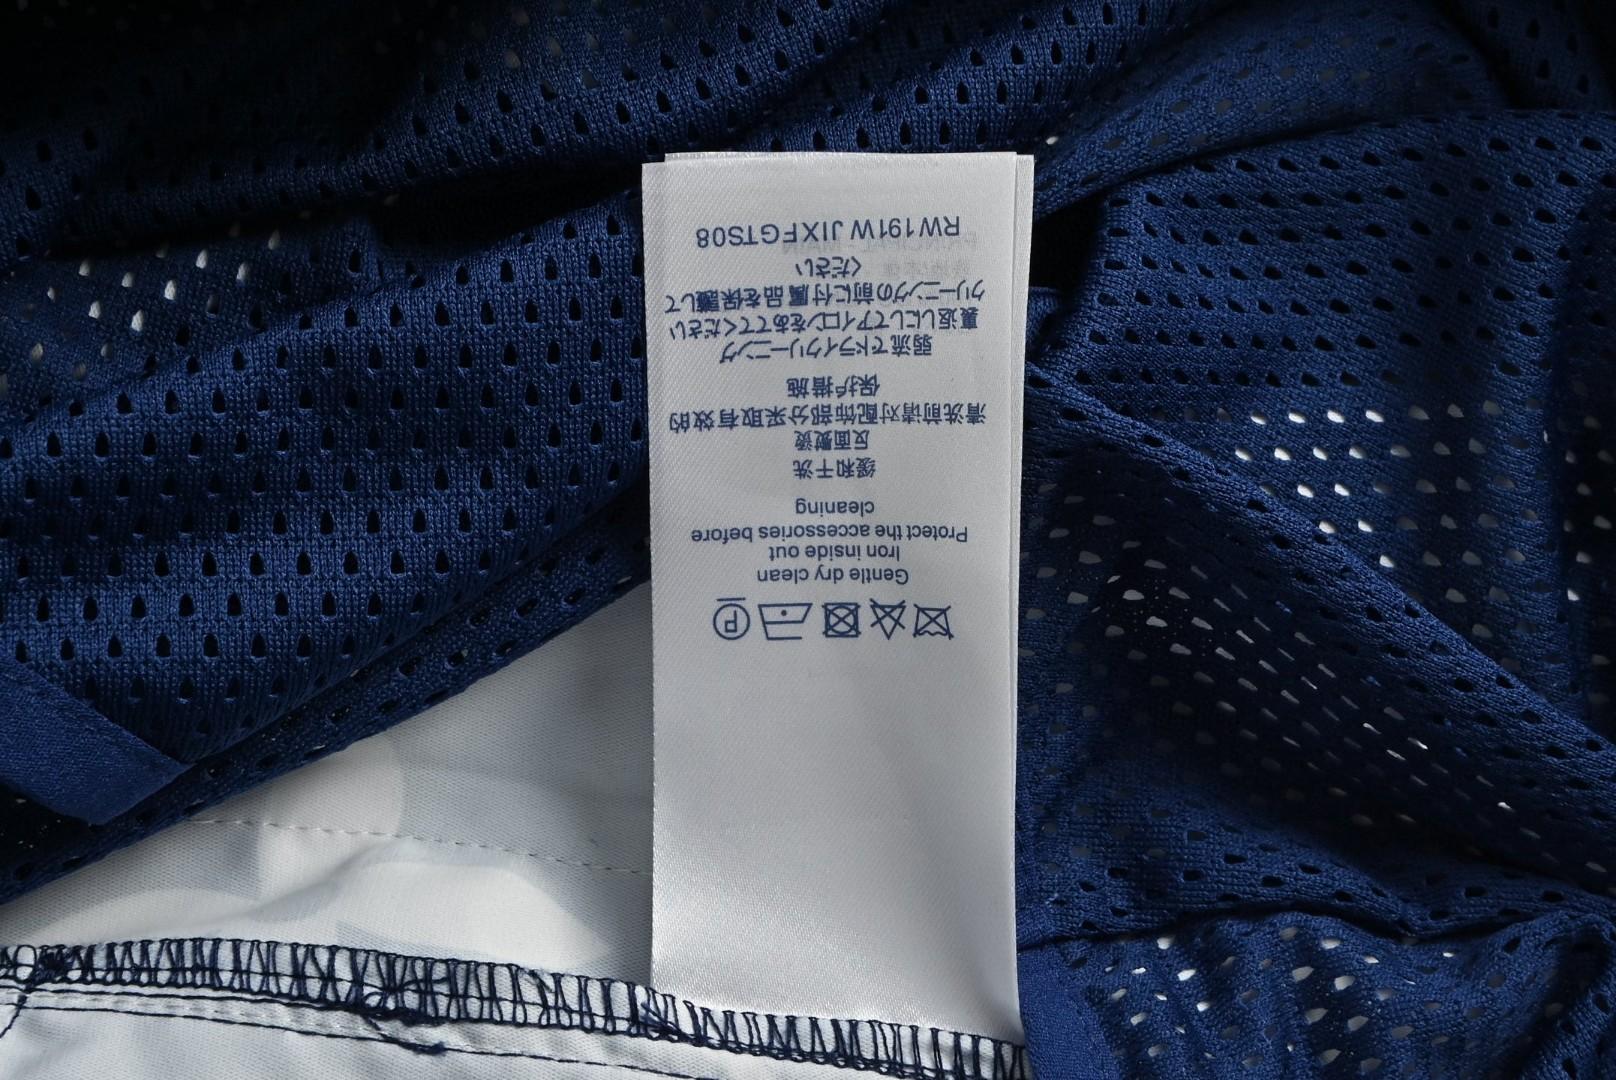 Gentle dry clean
Iron inside out
Protect the accessories before
cleaning
缓和干洗
反面熨烫
清洗前请对配饰部分采取有效的
保护措施
弱流でドライクリーニング
裏返しにしてアイロンをあててください
クリーニングの前に付属品を保護して
ください
RW191W JIXFGTS08